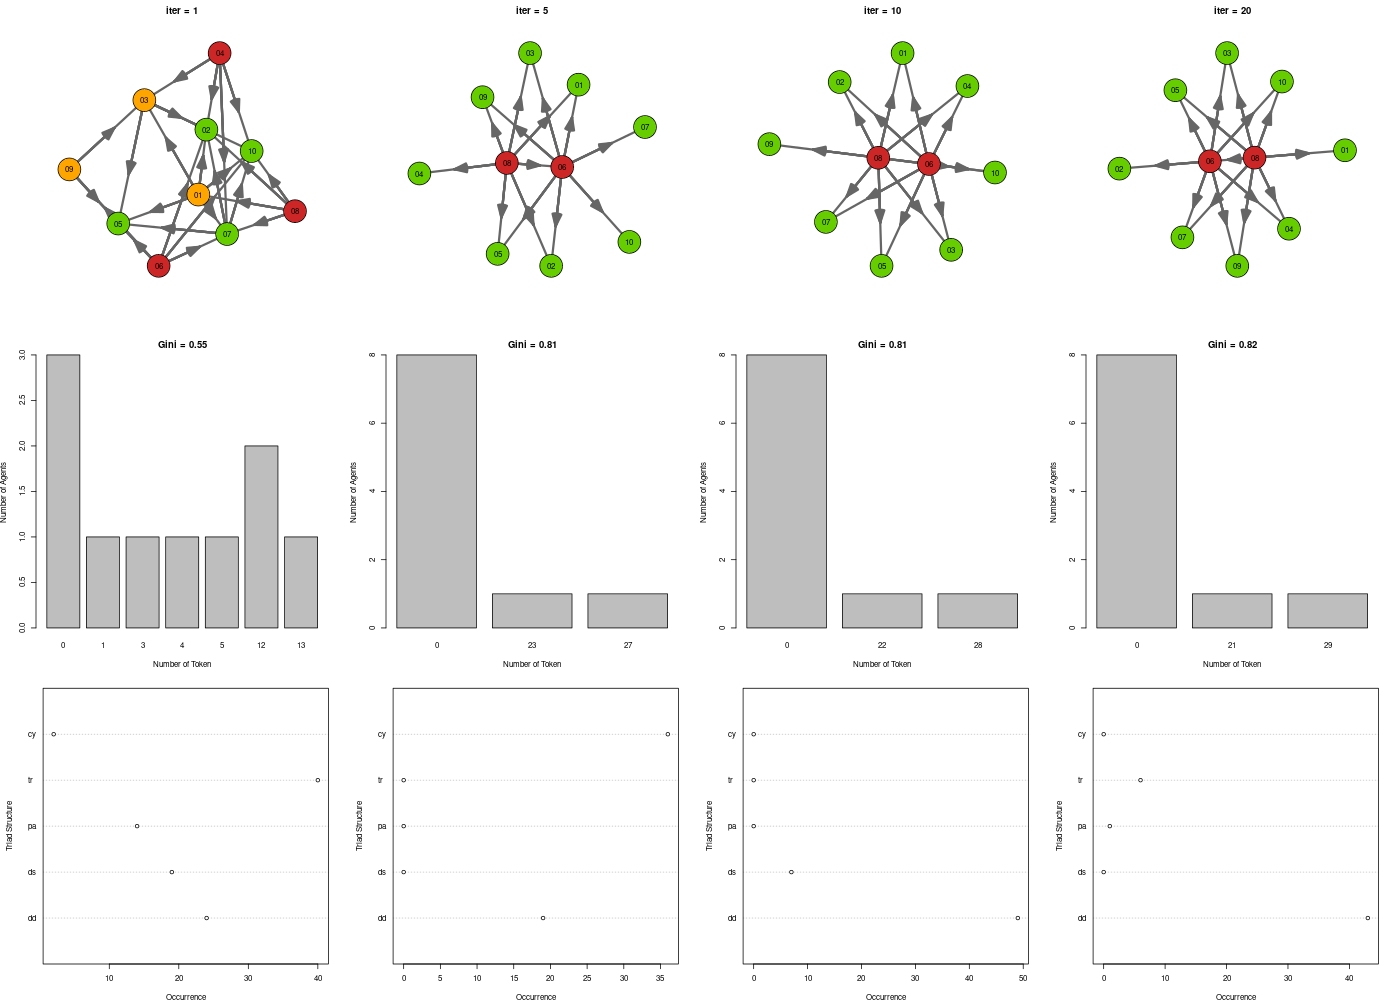 iter = 1
iter = 5
iter = 10
iter = 20
04
03
02
10
09
01
08
05
07
06
03
01
09
07
08
06
04
05
10
02
01
02
04
09
08
06
10
07
03
05
03
10
05
01
08
06
02
04
07
09
Gini = 0.55
3.0
2.5
2.0
1.5
1.0
0.5
0.0
Number of Agents
0 1 3 4 5 12 13
Number of Token
Gini = 0.81
8
6
4
2
0
Number of Agents
0 23 27
Number of Token
Gini = 0.81
8
6
4
2
0
Number of Agents
0 22 28
Number of Token
Gini = 0.82
8
6
4
2
0
Number of Agents
0 21 29
Number of Token
cy
tr
pa
ds
dd
Triad Structure
10 20 30 40
Occurrence
cy
tr
pa
ds
dd
Triad Structure
0 5 10 15 20 25 30 35
Occurrence
cy
tr
pa
ds
dd
Triad Structure
0 10 20 30 40 50
Occurrence
cy
tr
pa
ds
dd
Triad Structure
0 10 20 30 40
Occurrence